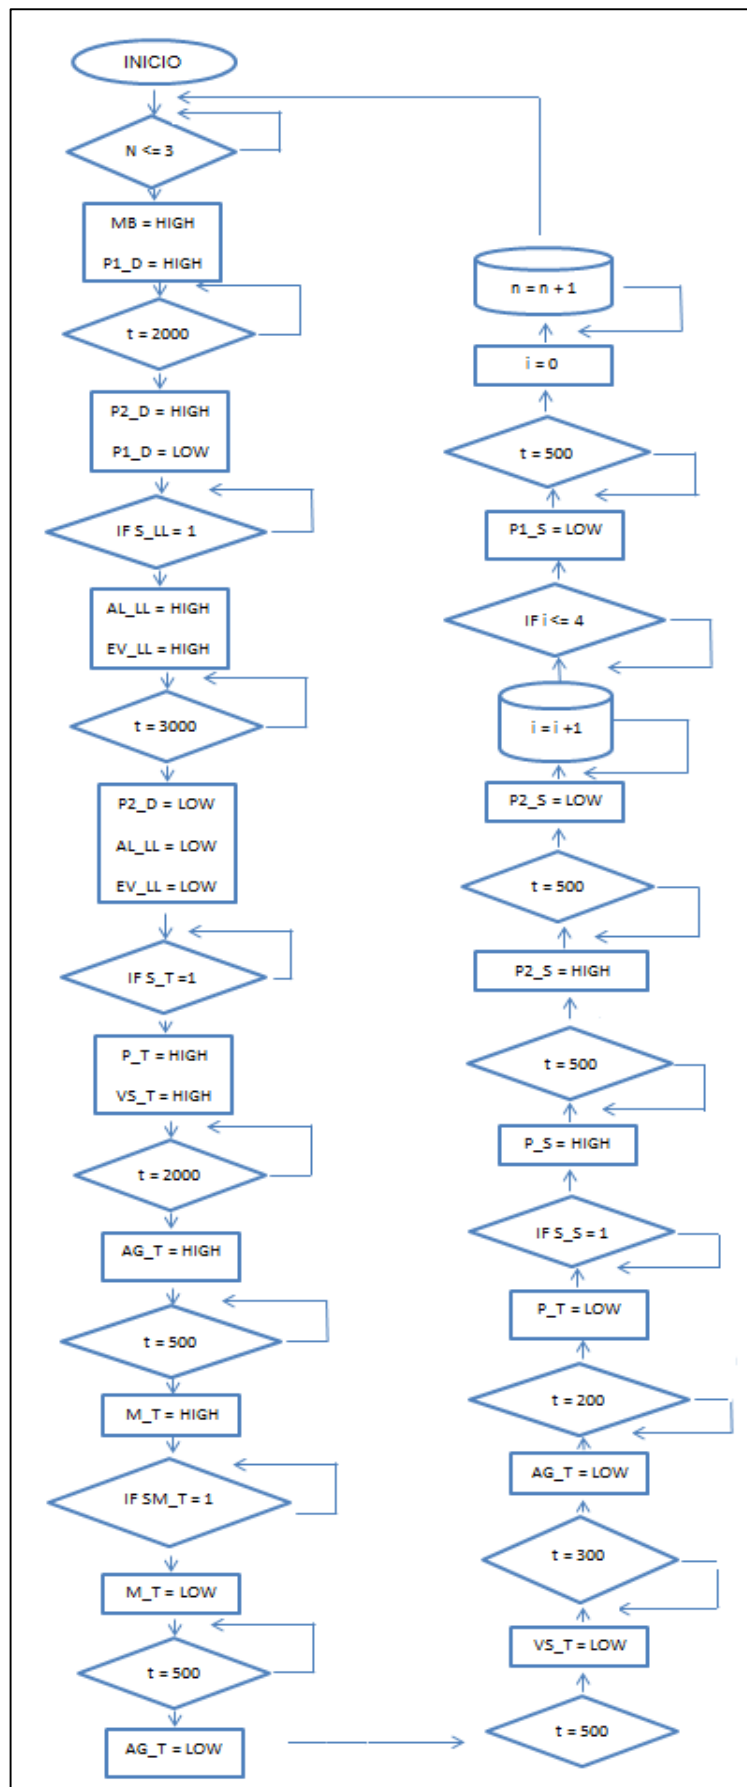 INICIO
N <= 3
MB = HIGH
P1_D = HIGH
t = 2000
P2_D = HIGH
P1_D = LOW
IF S_LL = 1
AL_LL = HIGH
EV_LL = HIGH
t = 3000
P2_D = LOW
AL_LL = LOW
EV_LL = LOW
IF S_T =1
P_T = HIGH
VS_T = HIGH
t = 2000
AG_T = HIGH
t = 500
M_T = HIGH
IF SM_T = 1
M_T = LOW
t = 500
AG_T = LOW
t = 500
VS_T = LOW
t = 300
AG_T = LOW
t = 200
P_T = LOW
IF S_S = 1
P_S = HIGH
t = 500
P2_S = HIGH
t = 500
P2_S = LOW
i = i +1
IF i <= 4
P1_S = LOW
t = 500
i = 0
n = n + 1